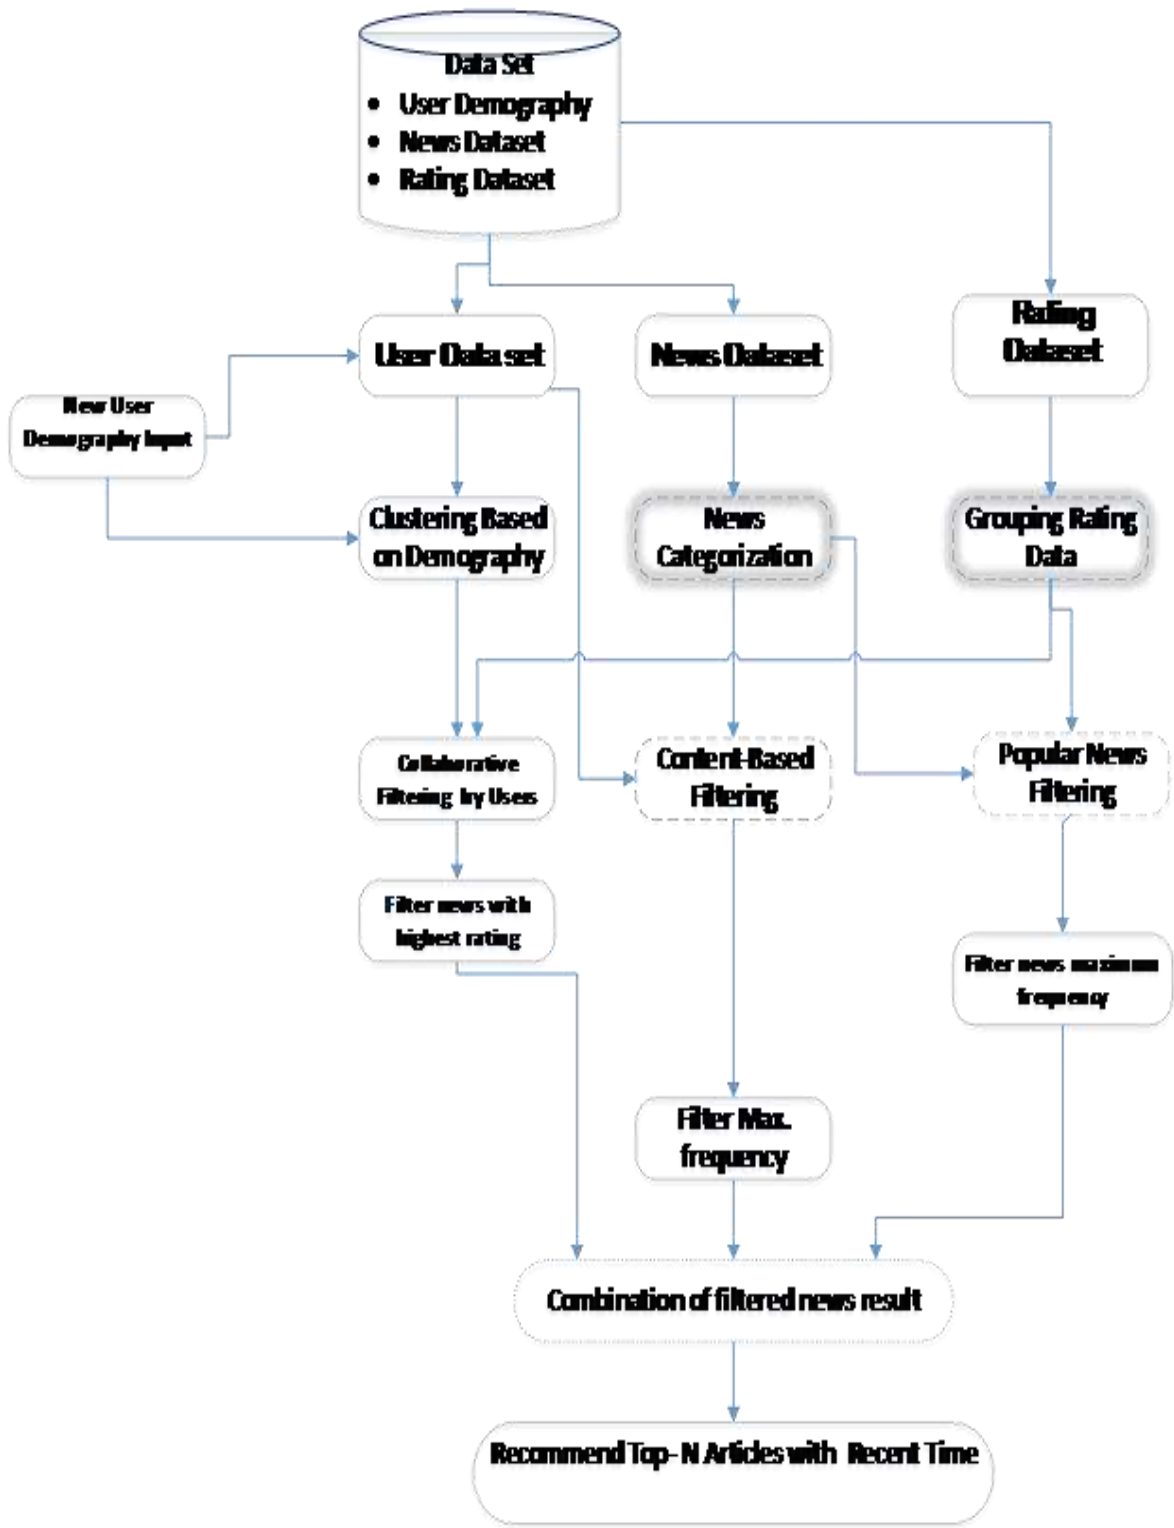 Data Set
• User Demography
• News Dataset
• Rating Dataset
User Data set
News Dataset
Rating
Dataset
New User
Demography Input
Clustering Based
on Demography
News
Categorization
Grouping Rating
Data
Collaborative
Filtering by Users
Content-Based
Filtering
Popular News
Filtering
Filter news with
highest rating
Filter news maximum
frequency
Filter Max.
frequency
Combination of filtered news result
Recommend Top- N Articles with Recent Time